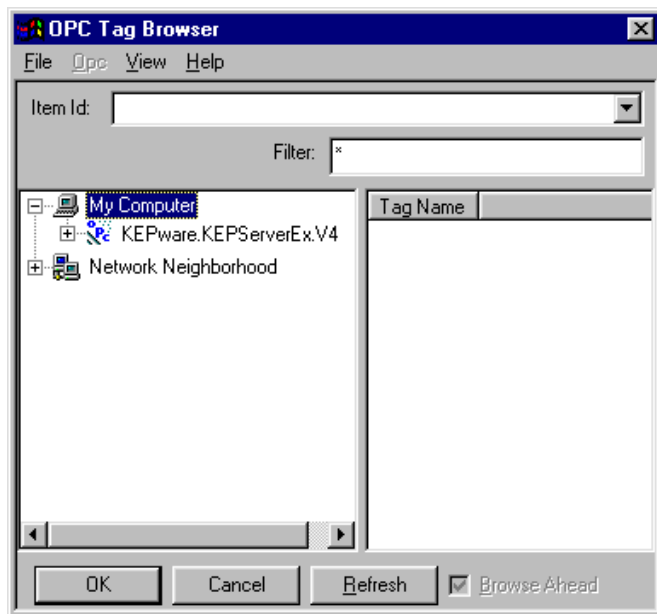 OPC Tag Browser
File Opc View Help
Item Id:
Filter: *
My Computer
Tag Name
KEPware.KEPServerEx.V4
Network Neighborhood
OK Cancel Refresh Browse Ahead